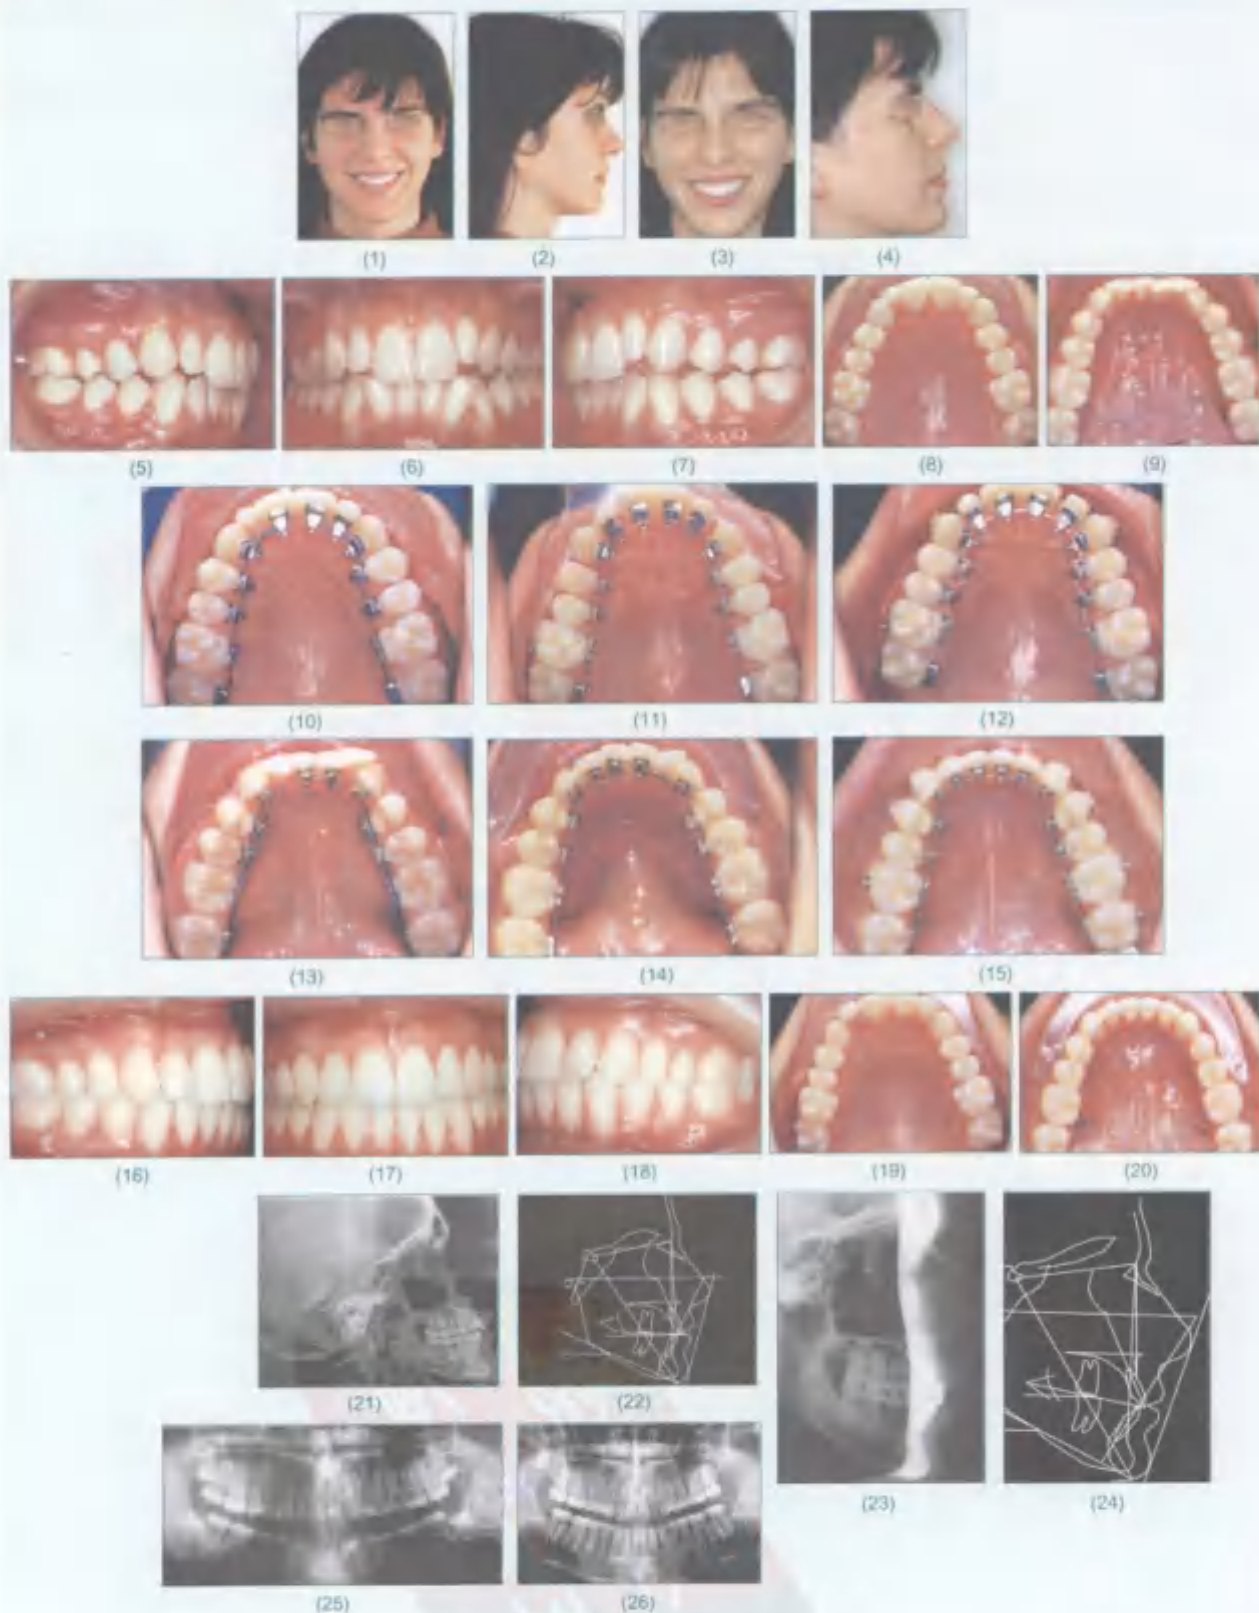 (1) (2) (3) (4)
(5) (6) (7) (8) (9)
(10) (11) (12)
(13) (14) (15)
(16) (17) (18) (19) (20)
(21) (22)
(23) (24)
(25) (26)